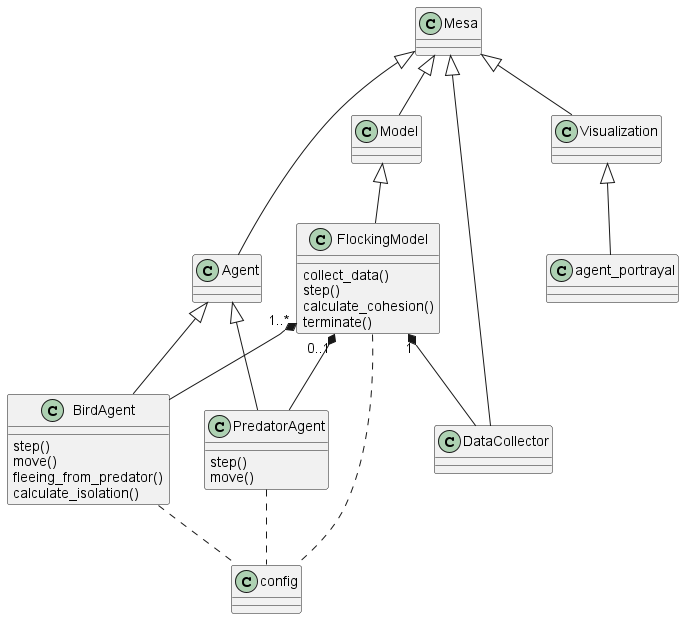 C Mesa
C Model
C Visualization
C FlockingModel
collect_data()
step()
calculate_cohesion()
terminate()
C Agent
C agent_portrayal
1..*
0..1
1
C BirdAgent
step()
move()
fleeing_from_predator()
calculate_isolation()
C PredatorAgent
step()
move()
C DataCollector
C config